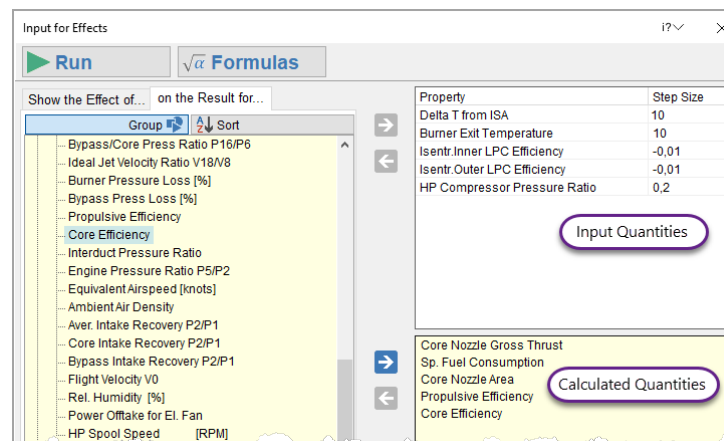 Input for Effects
i?
Run
√α Formulas
Show the Effect of...
on the Result for...
Group
A Z Sort
Bypass/Core Press Ratio P16/P6
Ideal Jet Velocity Ratio V18/V8
Burner Pressure Loss [%]
Bypass Press Loss [%]
Propulsive Efficiency
Core Efficiency
Interduct Pressure Ratio
Engine Pressure Ratio P5/P2
Equivalent Airspeed [knots]
Ambient Air Density
Aver. Intake Recovery P2/P1
Core Intake Recovery P2/P1
Bypass Intake Recovery P2/P1
Flight Velocity V0
Rel. Humidity [%]
Power Offtake for El. Fan
HP Spool Speed [RPM]
Property Step Size
Delta T from ISA 10
Burner Exit Temperature 10
Isentr.Inner LPC Efficiency -0,01
Isentr.Outer LPC Efficiency -0,01
HP Compressor Pressure Ratio 0,2
Input Quantities
Core Nozzle Gross Thrust
Sp. Fuel Consumption
Core Nozzle Area
Propulsive Efficiency
Core Efficiency
Calculated Quantities